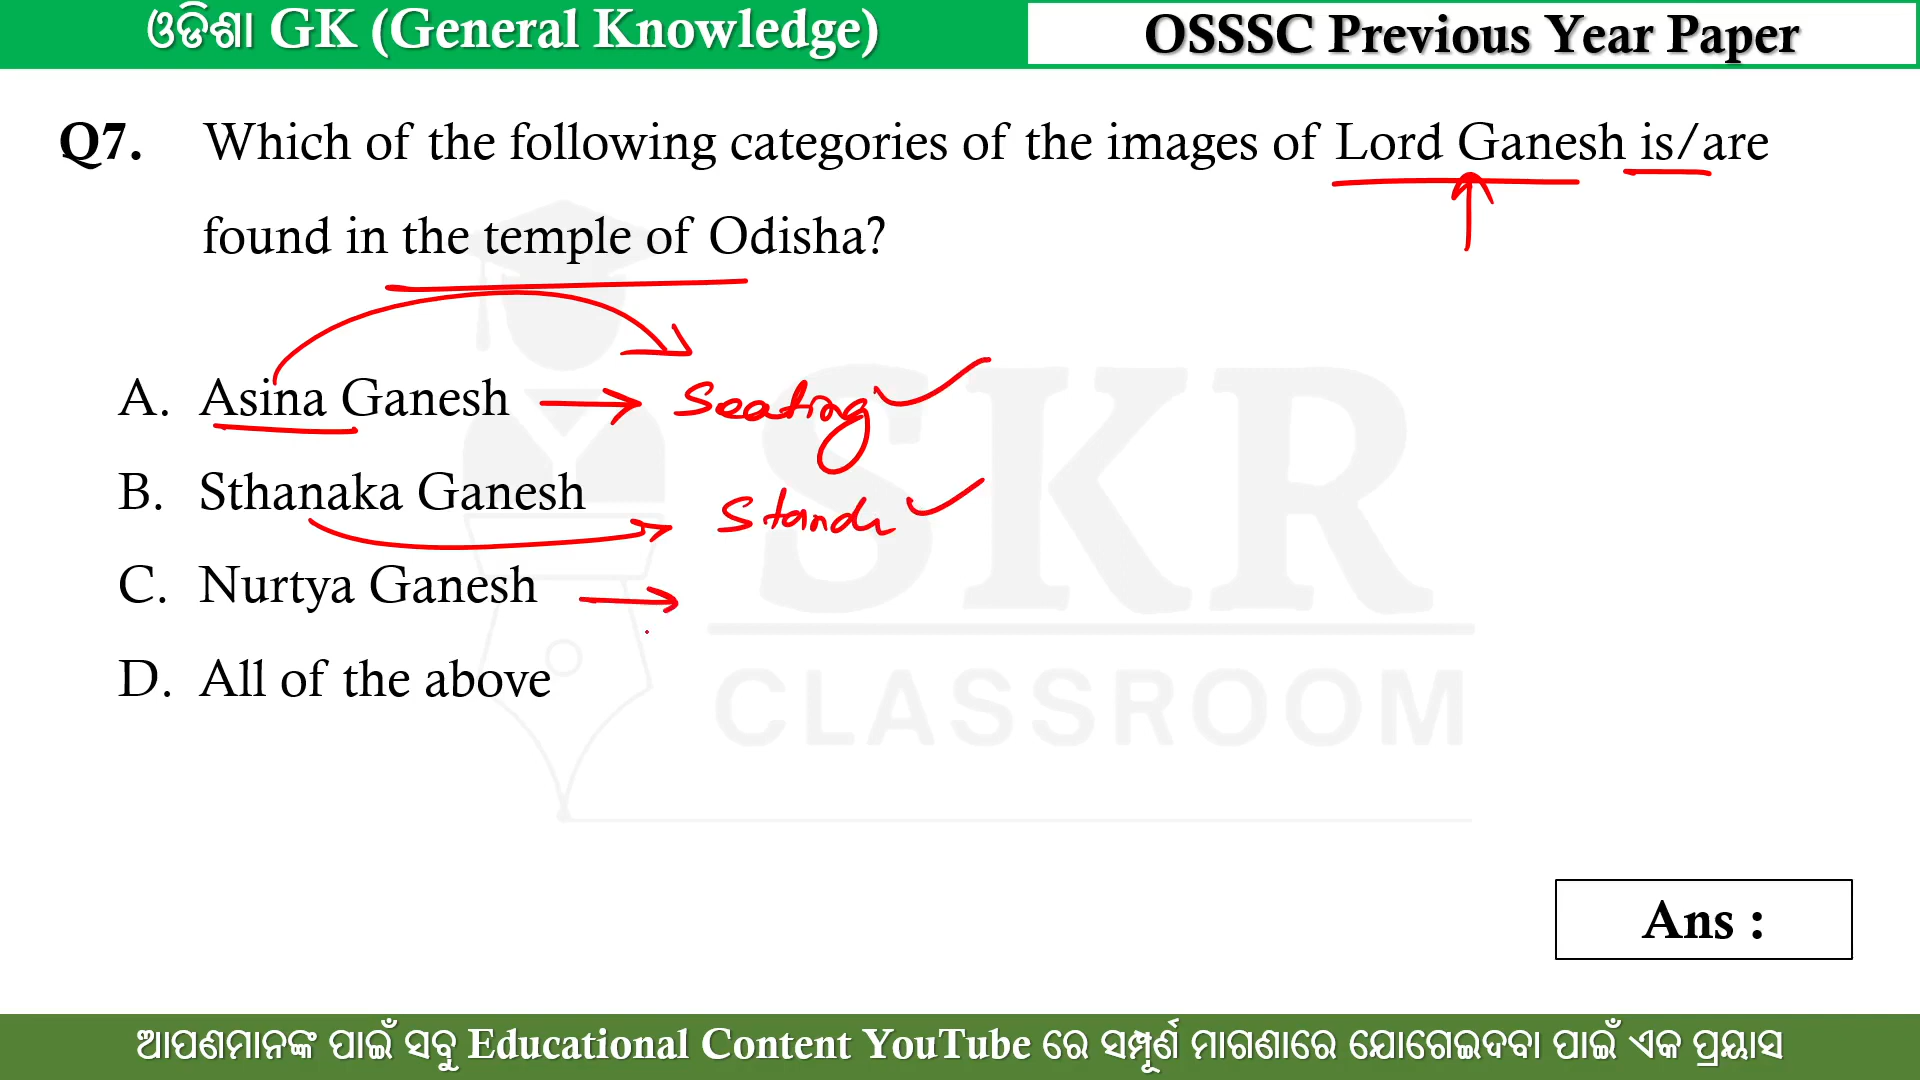 ଓଡିଶା GK (General Knowledge)
OSSSC Previous Year Paper
Q7. Which of the following categories of the images of Lord Ganesh is/are
found in the temple of Odisha?
A. Asina Ganesh → Seating
B. Sthanaka Ganesh → Stand
C. Nurtya Ganesh →
D. All of the above
SKR
CLASSROOM
Ans :
ଆପଣମାନଙ୍କ ପାଇଁ ସବୁ Educational Content YouTube ରେ ସମ୍ପୂର୍ଣ ମାଗଣାରେ ଯୋଗେଇଦବା ପାଇଁ ଏକ ପ୍ରୟାସ